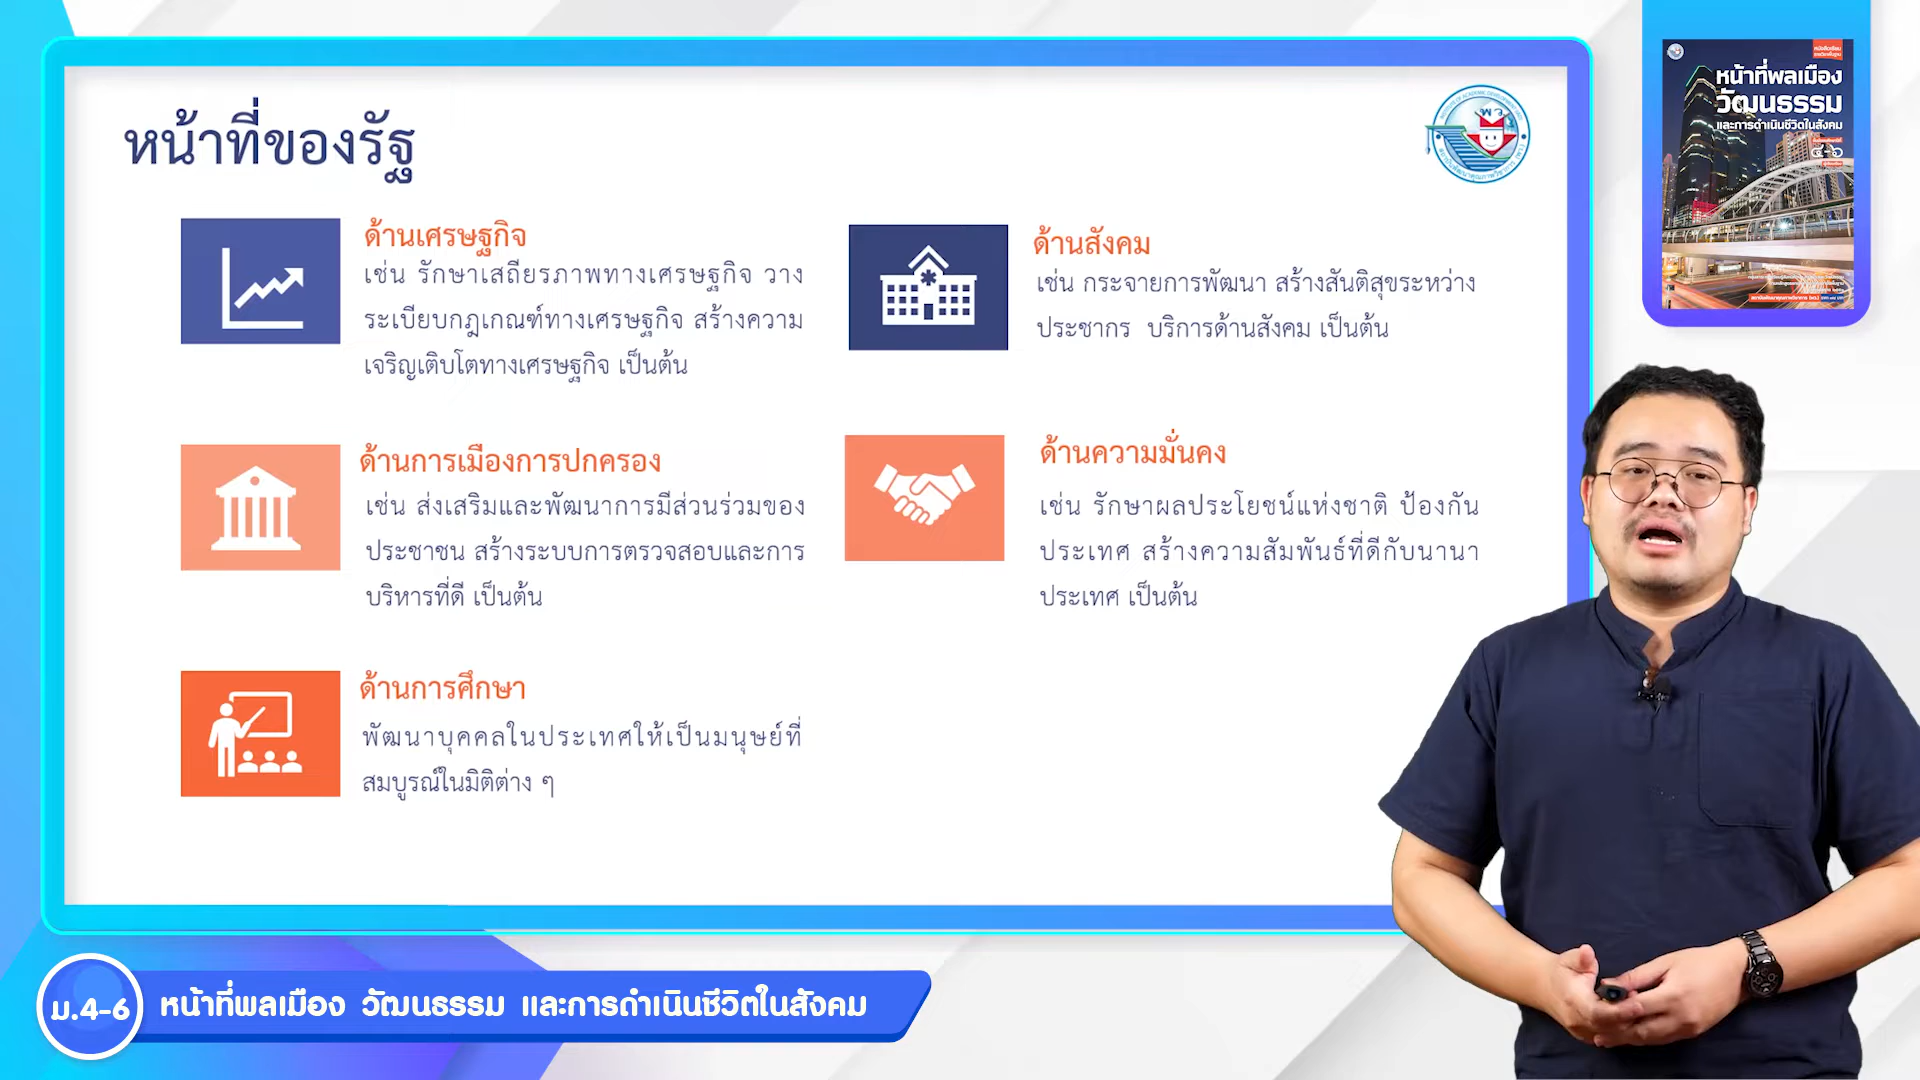 หน้าที่ของรัฐ
ด้านเศรษฐกิจ
เช่น รักษาเสถียรภาพทางเศรษฐกิจ วาง
ระเบียบกฎเกณฑ์ทางเศรษฐกิจ สร้างความ
เจริญเติบโตทางเศรษฐกิจ เป็นต้น
ด้านสังคม
เช่น กระจายการพัฒนา สร้างสันติสุขระหว่าง
ประชากร บริการด้านสังคม เป็นต้น
ด้านการเมืองการปกครอง
เช่น ส่งเสริมและพัฒนาการมีส่วนร่วมของ
ประชาชน สร้างระบบการตรวจสอบและการ
บริหารที่ดี เป็นต้น
ด้านความมั่นคง
เช่น รักษาผลประโยชน์แห่งชาติ ป้องกัน
ประเทศ สร้างความสัมพันธ์ที่ดีกับนานา
ประเทศ เป็นต้น
ด้านการศึกษา
พัฒนาบุคคลในประเทศให้เป็นมนุษย์ที่
สมบูรณ์ในมิติต่าง ๆ
พว
หน้าที่พลเมือง
วัฒนธรรม
และการดำเนินชีวิตในสังคม
๔-๖
ม.4-6 หน้าที่พลเมือง วัฒนธรรม และการดำเนินชีวิตในสังคม